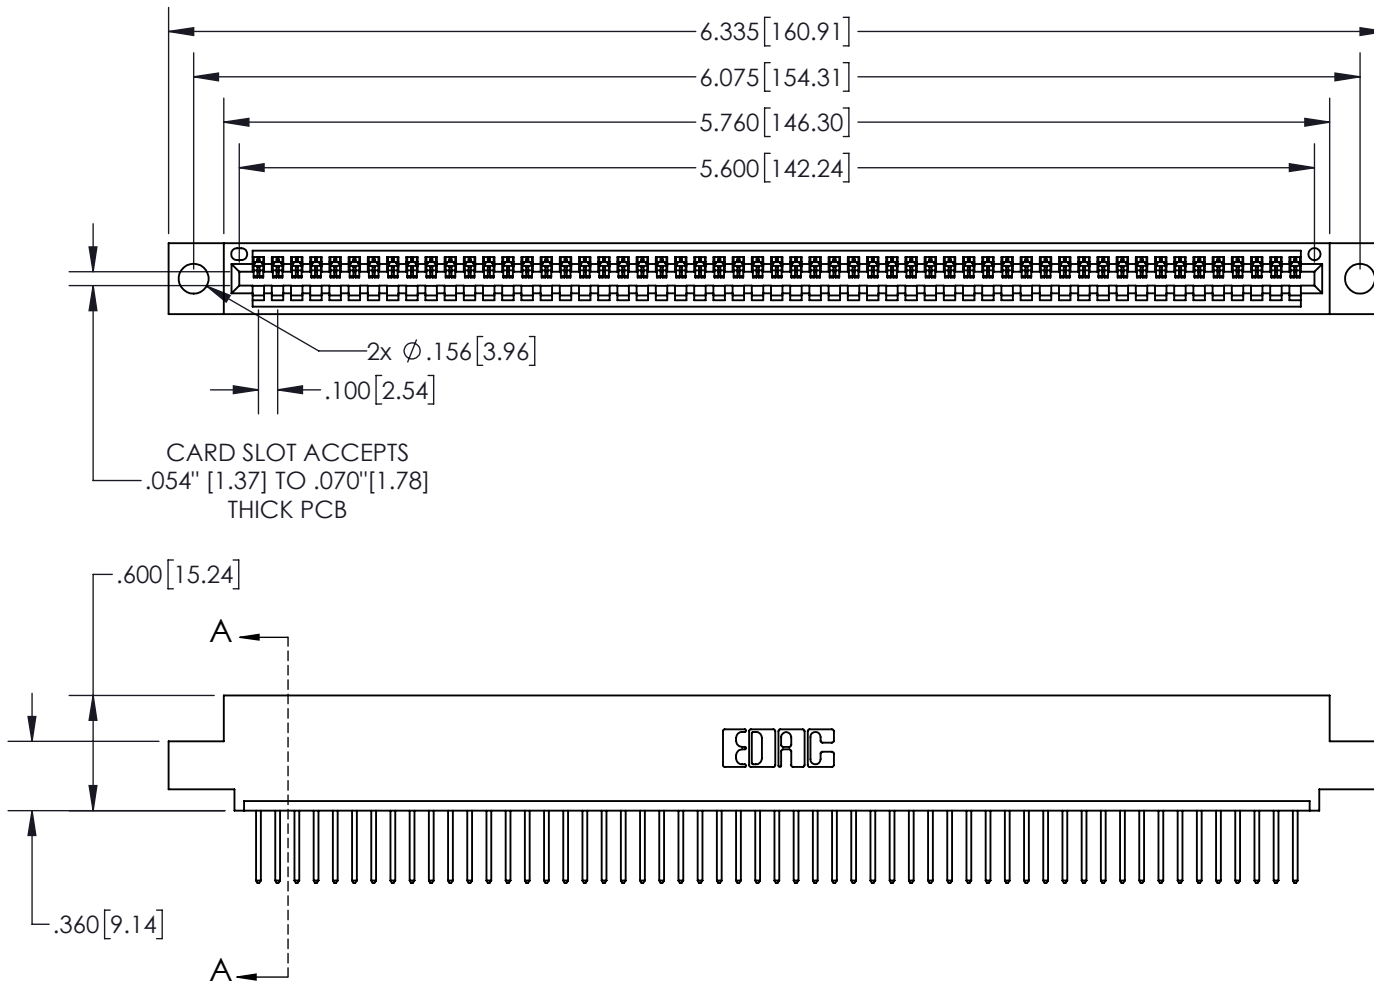 6.335[160.91]
6.075[154.31]
5.760[146.30]
5.600[142.24]
2x Ø.156[3.96]
.100[2.54]
CARD SLOT ACCEPTS
.054" [1.37] TO .070"[1.78]
THICK PCB
.600[15.24]
A
EDAC
.360[9.14]
A